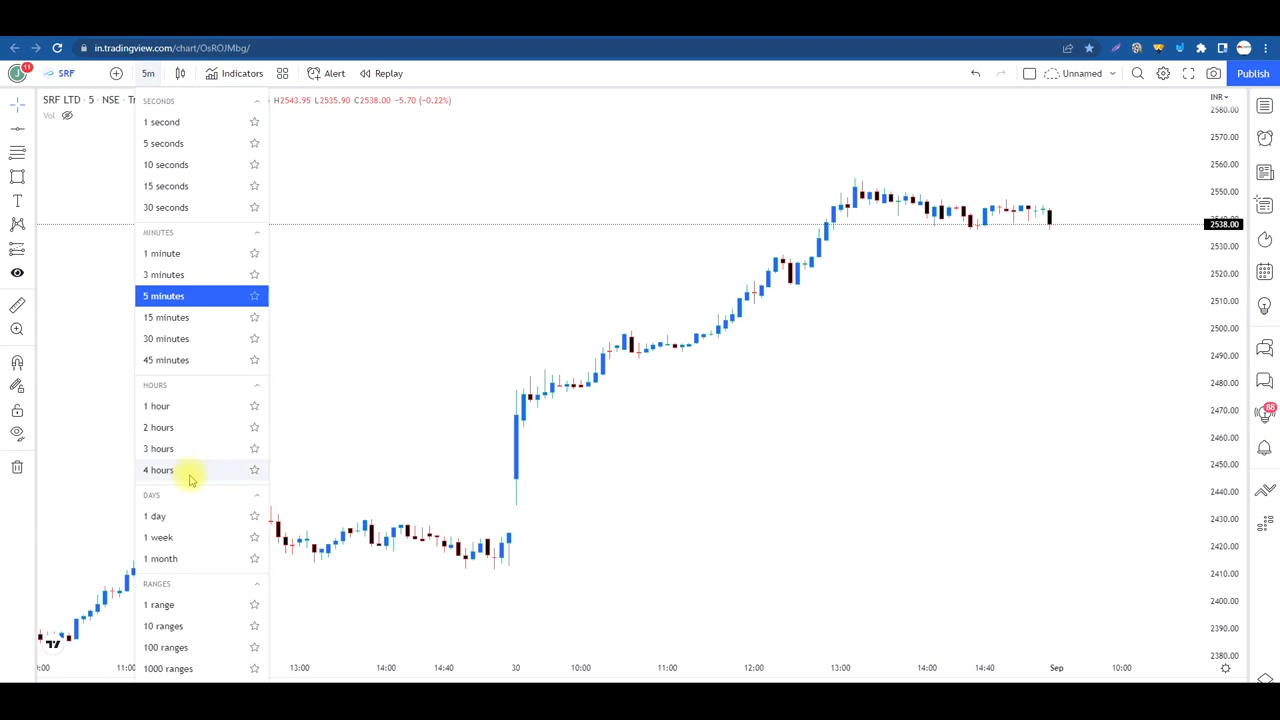 in.tradingview.com/chart/OsROJMbg/
11
SRF
5m
Indicators
Alert
Replay
Unnamed
Publish
SRF LTD · 5 · NSE · Tr
H2543.95 L2535.90 C2538.00 -5.70 (-0.22%)
INR
Vol
SECONDS
1 second
5 seconds
10 seconds
15 seconds
30 seconds
MINUTES
1 minute
3 minutes
5 minutes
15 minutes
30 minutes
45 minutes
HOURS
1 hour
2 hours
3 hours
4 hours
DAYS
1 day
1 week
1 month
RANGES
1 range
10 ranges
100 ranges
1000 ranges
2580.00
2570.00
2560.00
2550.00
2538.00
2530.00
2520.00
2510.00
2500.00
2490.00
2480.00
2470.00
2460.00
2450.00
2440.00
2430.00
2420.00
2410.00
2400.00
2390.00
2380.00
88
11:00
13:00
14:00
14:40
30
10:00
11:00
12:00
13:00
14:00
14:40
Sep
10:00